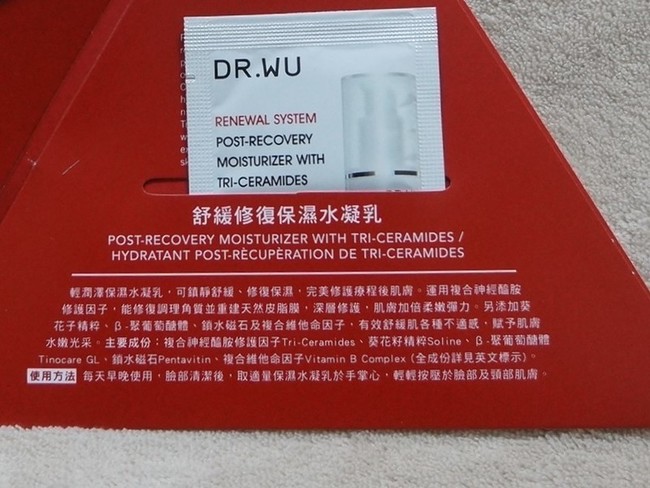 DR.WU
RENEWAL SYSTEM
POST-RECOVERY
MOISTURIZER WITH
TRI-CERAMIDES
舒緩修復保濕水凝乳
POST-RECOVERY MOISTURIZER WITH TRI-CERAMIDES /
HYDRATANT POST-RÉCUPÉRATION DE TRI-CERAMIDES
輕潤澤保濕水凝乳，可鎮靜舒緩、修復保濕，完美修護療程後肌膚。運用複合神經醯胺
修護因子，能修復調理角質並重建天然皮脂膜，深層修護，肌膚加倍柔嫩彈力。另添加葵
花子精粹、β-聚葡萄醣體、鎖水磁石及複合維他命因子，有效舒緩肌各種不適感，賦予肌膚
水嫩光采。主要成份：複合神經醯胺修護因子Tri-Ceramides、葵花籽精粹Soline、β-聚葡萄醣體
Tinocare GL、鎖水磁石Pentavitin、複合維他命因子Vitamin B Complex (全成份詳見英文標示)。
使用方法 每天早晚使用，臉部清潔後，取適量保濕水凝乳於手掌心，輕輕按壓於臉部及頸部肌膚。